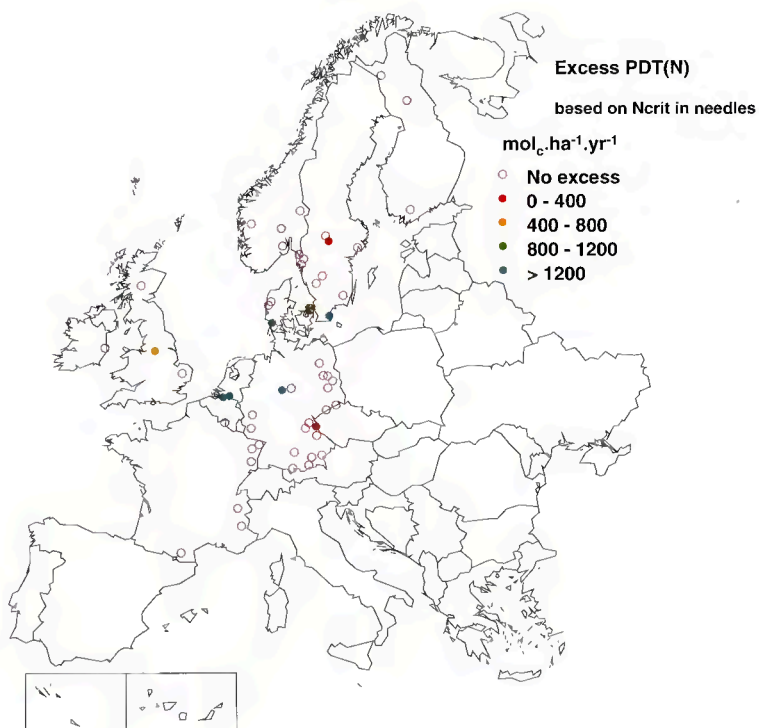 Excess PDT(N)
based on Ncrit in needles
molc.ha-1.yr-1
No excess
0 - 400
400 - 800
800 - 1200
> 1200